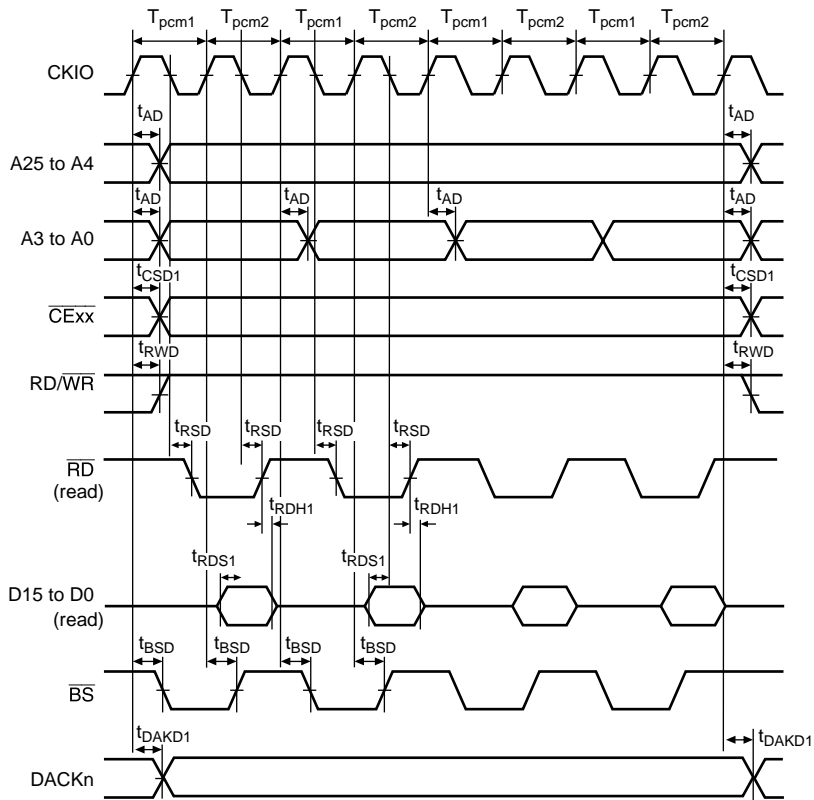 Tpcm1 Tpcm2 Tpcm1 Tpcm2 Tpcm1 Tpcm2 Tpcm1 Tpcm2
CKIO
tAD tAD
A25 to A4
tAD tAD tAD tAD
A3 to A0
tCSD1 tCSD1
CExx
tRWD tRWD
RD/WR
tRSD tRSD tRSD tRSD
RD
(read)
tRDH1 tRDH1
tRDS1 tRDS1
D15 to D0
(read)
tBSD tBSD tBSD tBSD
BS
tDAKD1 tDAKD1
DACKn